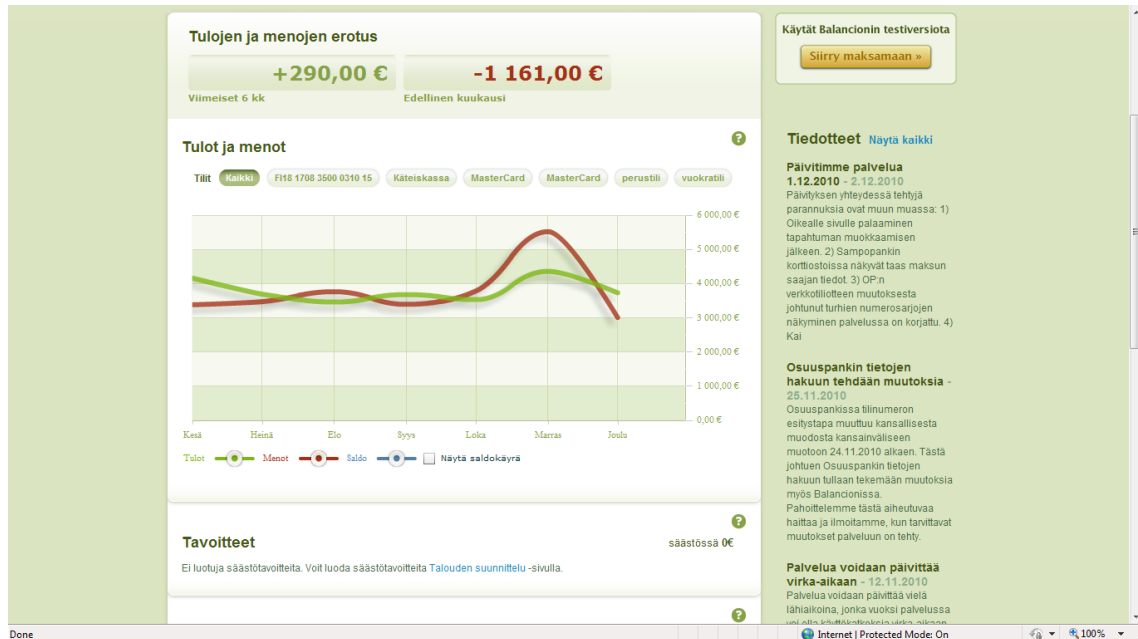 Tulojen ja menojen erotus
+290,00 €
-1 161,00 €
Viimeiset 6 kk
Edellinen kuukausi
Tulot ja menot
Tilit Kaikki FI18 1708 3500 0310 15 Käteiskassa MasterCard MasterCard perustili vuokratili
6 000,00 €
5 000,00 €
4 000,00 €
3 000,00 €
2 000,00 €
1 000,00 €
0,00 €
Kesä Heinä Elo Syys Loka Marras Joulu
Tulot Menot Saldo Näytä saldokäyrä
Tavoitteet
säästössä 0€
Ei luotuja säästötavoitteita. Voit luoda säästötavoitteita Talouden suunnittelu -sivulla.
Käytät Balancionin testiversiota
Siirry maksamaan »
Tiedotteet Näytä kaikki
Päivitimme palvelua
1.12.2010 - 2.12.2010
Päivityksen yhteydessä tehtyjä
parannuksia ovat muun muassa: 1)
Oikealle sivulle palaaminen
tapahtuman muokkaamisen
jälkeen. 2) Sampopankin
korttiostoissa näkyvät taas maksun
saajan tiedot. 3) OP:n
verkkotiliotteen muutoksesta
johtunut turhien numerosarjojen
näkyminen palvelussa on korjattu. 4)
Kai
Osuuspankin tietojen
hakuun tehdään muutoksia -
25.11.2010
Osuuspankissa tilinumeron
esitystapa muuttuu kansallisesta
muodosta kansainväliseen
muotoon 24.11.2010 alkaen. Tästä
johtuen Osuuspankin tietojen
hakuun tullaan tekemään muutoksia
myös Balancionissa.
Pahoittelemme tästä aiheutuvaa
haittaa ja ilmoitamme, kun tarvittavat
muutokset palveluun on tehty.
Palvelua voidaan päivittää
virka-aikaan - 12.11.2010
Palvelua voidaan päivittää vielä
lähiaikoina, jonka vuoksi palvelussa
voi olla käyttökatkoksia virka-aikaan
Done
Internet | Protected Mode: On
100%